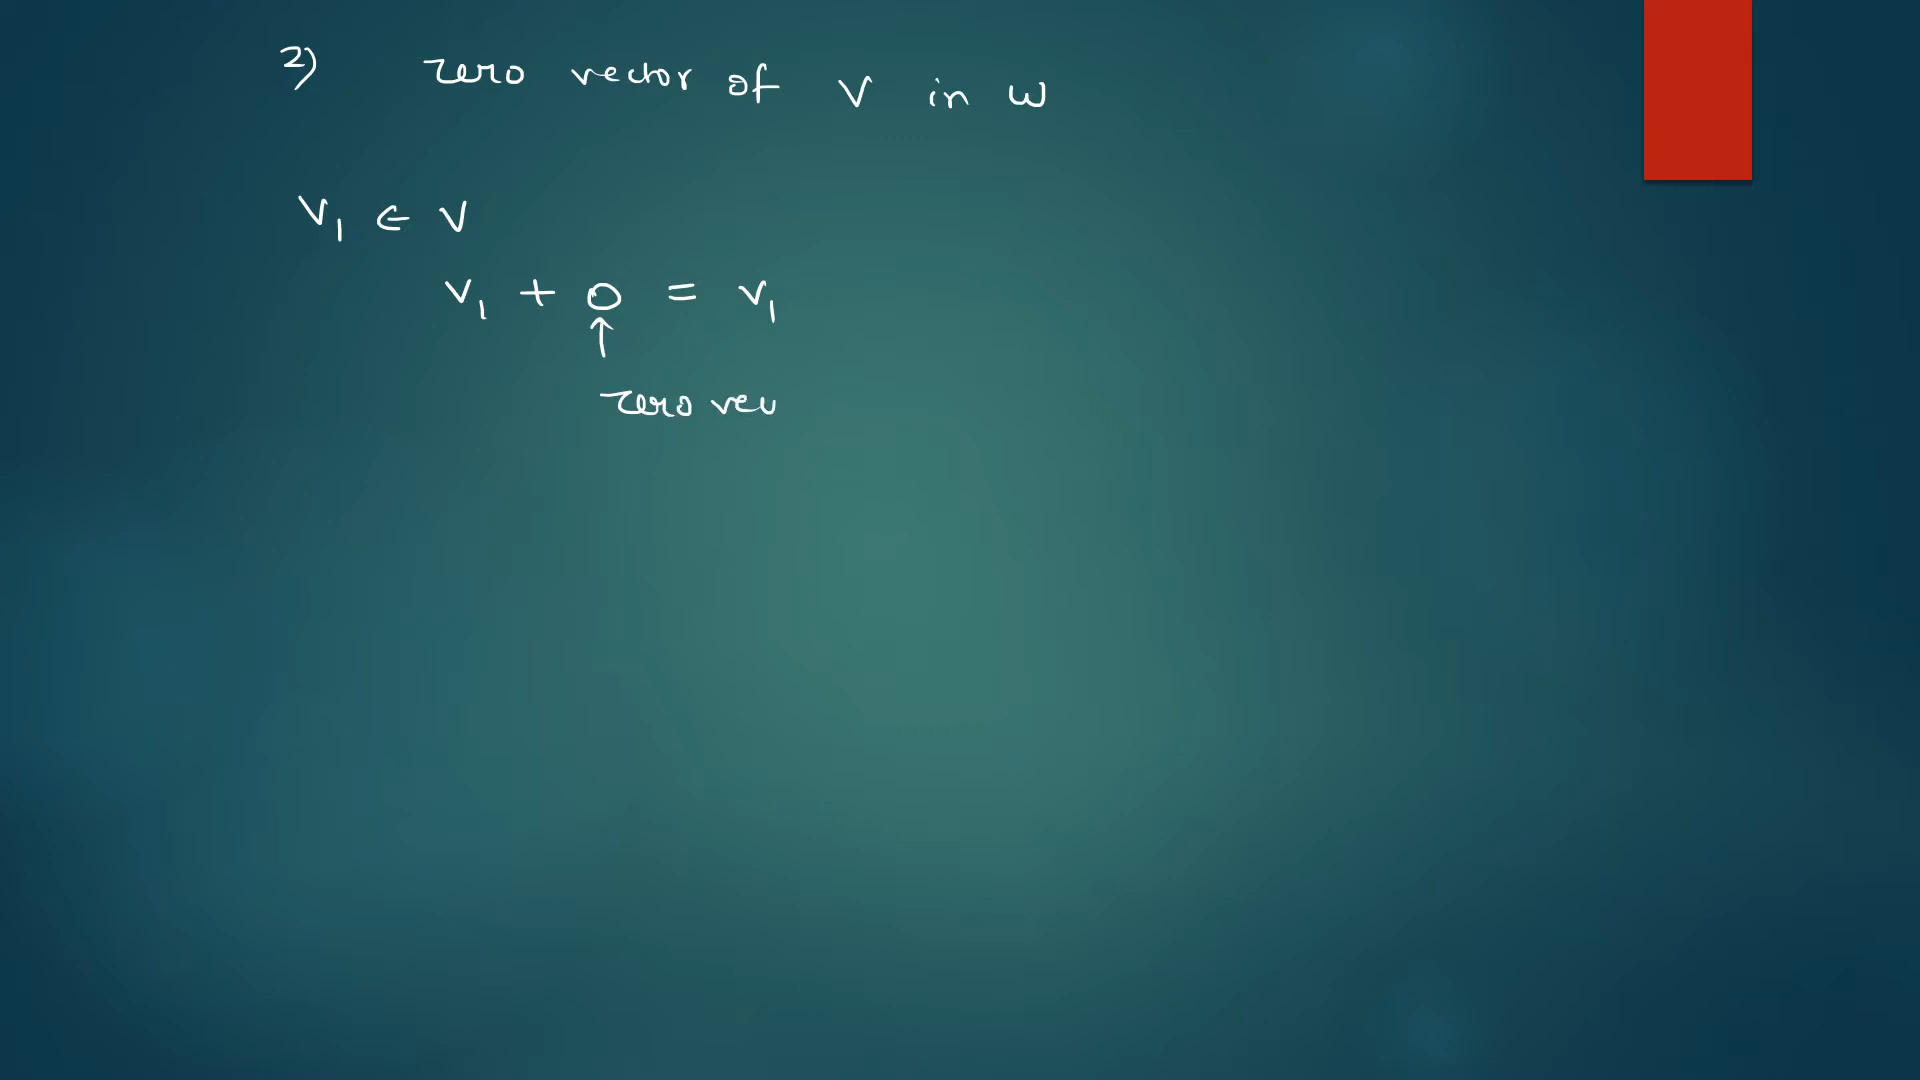 2) zero vector of V in W
v₁ ∈ V
v₁ + 0 = v₁
↑
zero vec